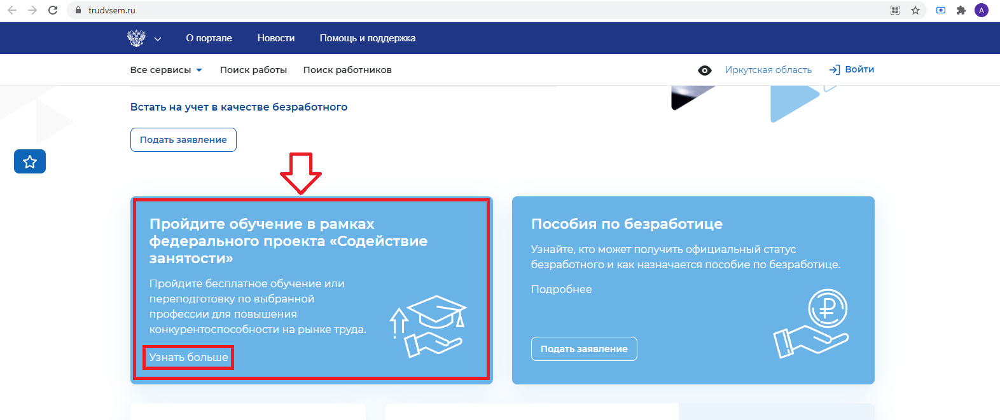 trudvsem.ru
A
О портале
Новости
Помощь и поддержка
Все сервисы
Поиск работы
Поиск работников
Иркутская область
Войти
Встать на учет в качестве безработного
Подать заявление
Пройдите обучение в рамках
федерального проекта «Содействие
занятости»
Пройдите бесплатное обучение или
переподготовку по выбранной
профессии для повышения
конкурентоспособности на рынке труда.
Узнать больше
Пособия по безработице
Узнайте, кто может получить официальный статус
безработного и как назначается пособие по безработице.
Подробнее
Подать заявление